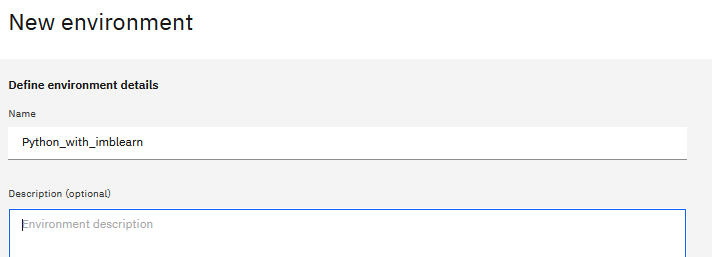 New environment
Define environment details
Name
Python_with_imblearn
Description (optional)
Environment description